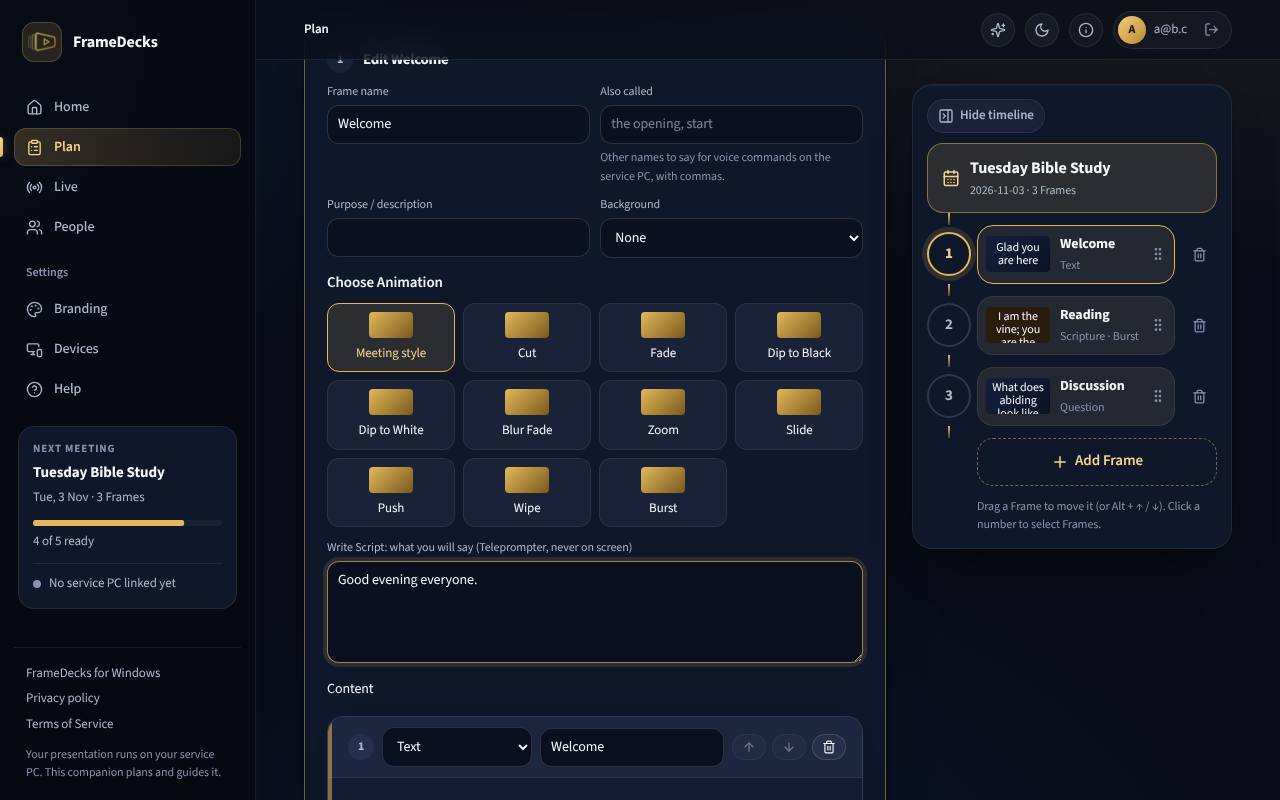 FrameDecks
Home
Plan
Live
People
Settings
Branding
Devices
Help
NEXT MEETING
Tuesday Bible Study
Tue, 3 Nov · 3 Frames
4 of 5 ready
No service PC linked yet
FrameDecks for Windows
Privacy policy
Terms of Service
Your presentation runs on your service
PC. This companion plans and guides it.
Plan
A
a@b.c
1 Edit Welcome
Frame name
Also called
Welcome
the opening, start
Other names to say for voice commands on the
service PC, with commas.
Purpose / description
Background
None
Choose Animation
Meeting style
Cut
Fade
Dip to Black
Dip to White
Blur Fade
Zoom
Slide
Push
Wipe
Burst
Write Script: what you will say (Teleprompter, never on screen)
Good evening everyone.
Content
1
Text
Welcome
Hide timeline
Tuesday Bible Study
2026-11-03 · 3 Frames
1
Glad you
are here
Welcome
Text
2
I am the
vine; you
are the
Reading
Scripture · Burst
3
What does
abiding
look like
Discussion
Question
Add Frame
Drag a Frame to move it (or Alt + ↑ / ↓). Click a
number to select Frames.